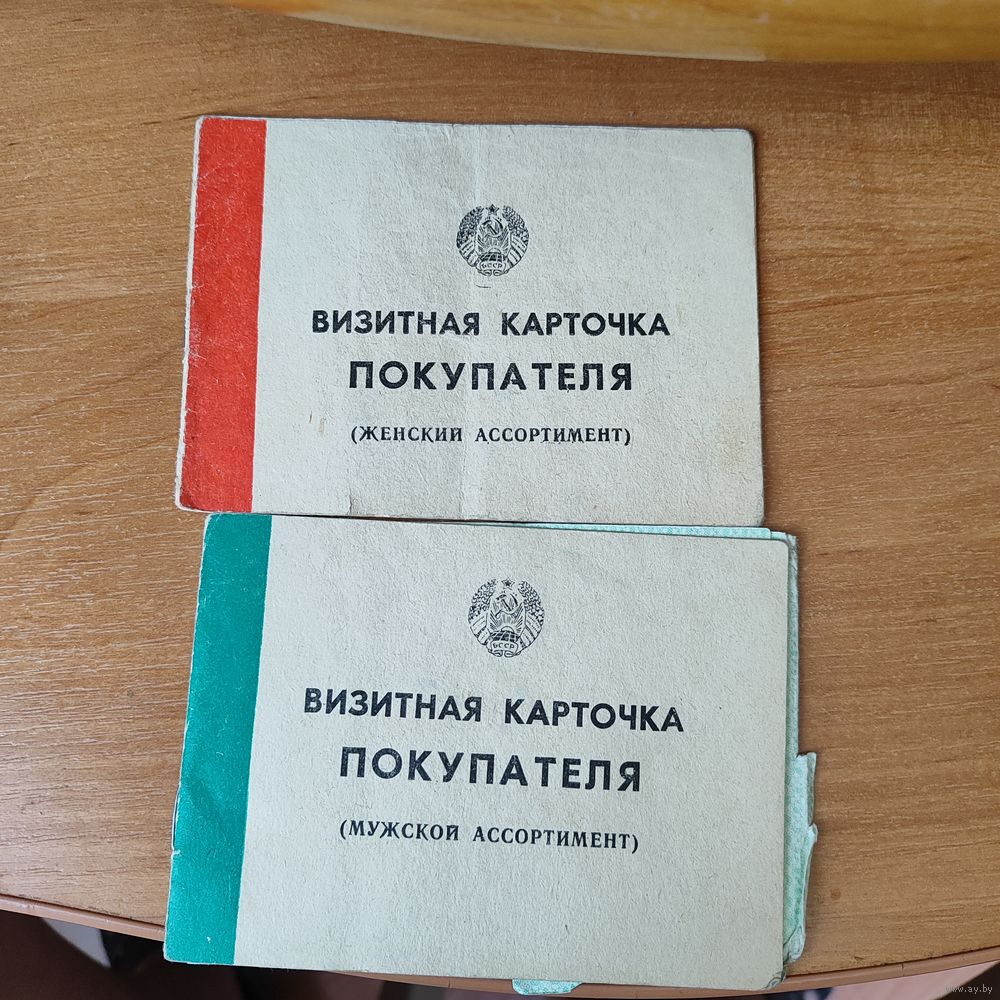 БССР
ВИЗИТНАЯ КАРТОЧКА
ПОКУПАТЕЛЯ
(ЖЕНСКИЙ АССОРТИМЕНТ)
БССР
ВИЗИТНАЯ КАРТОЧКА
ПОКУПАТЕЛЯ
(МУЖСКОЙ АССОРТИМЕНТ)
www.ay.by